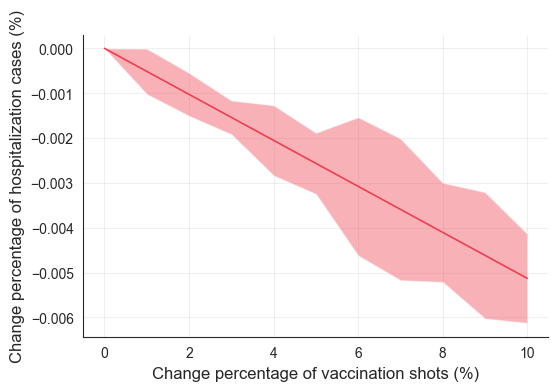 Change percentage of hospitalization cases (%)
0.000
−0.001
−0.002
−0.003
−0.004
−0.005
−0.006
0 2 4 6 8 10
Change percentage of vaccination shots (%)